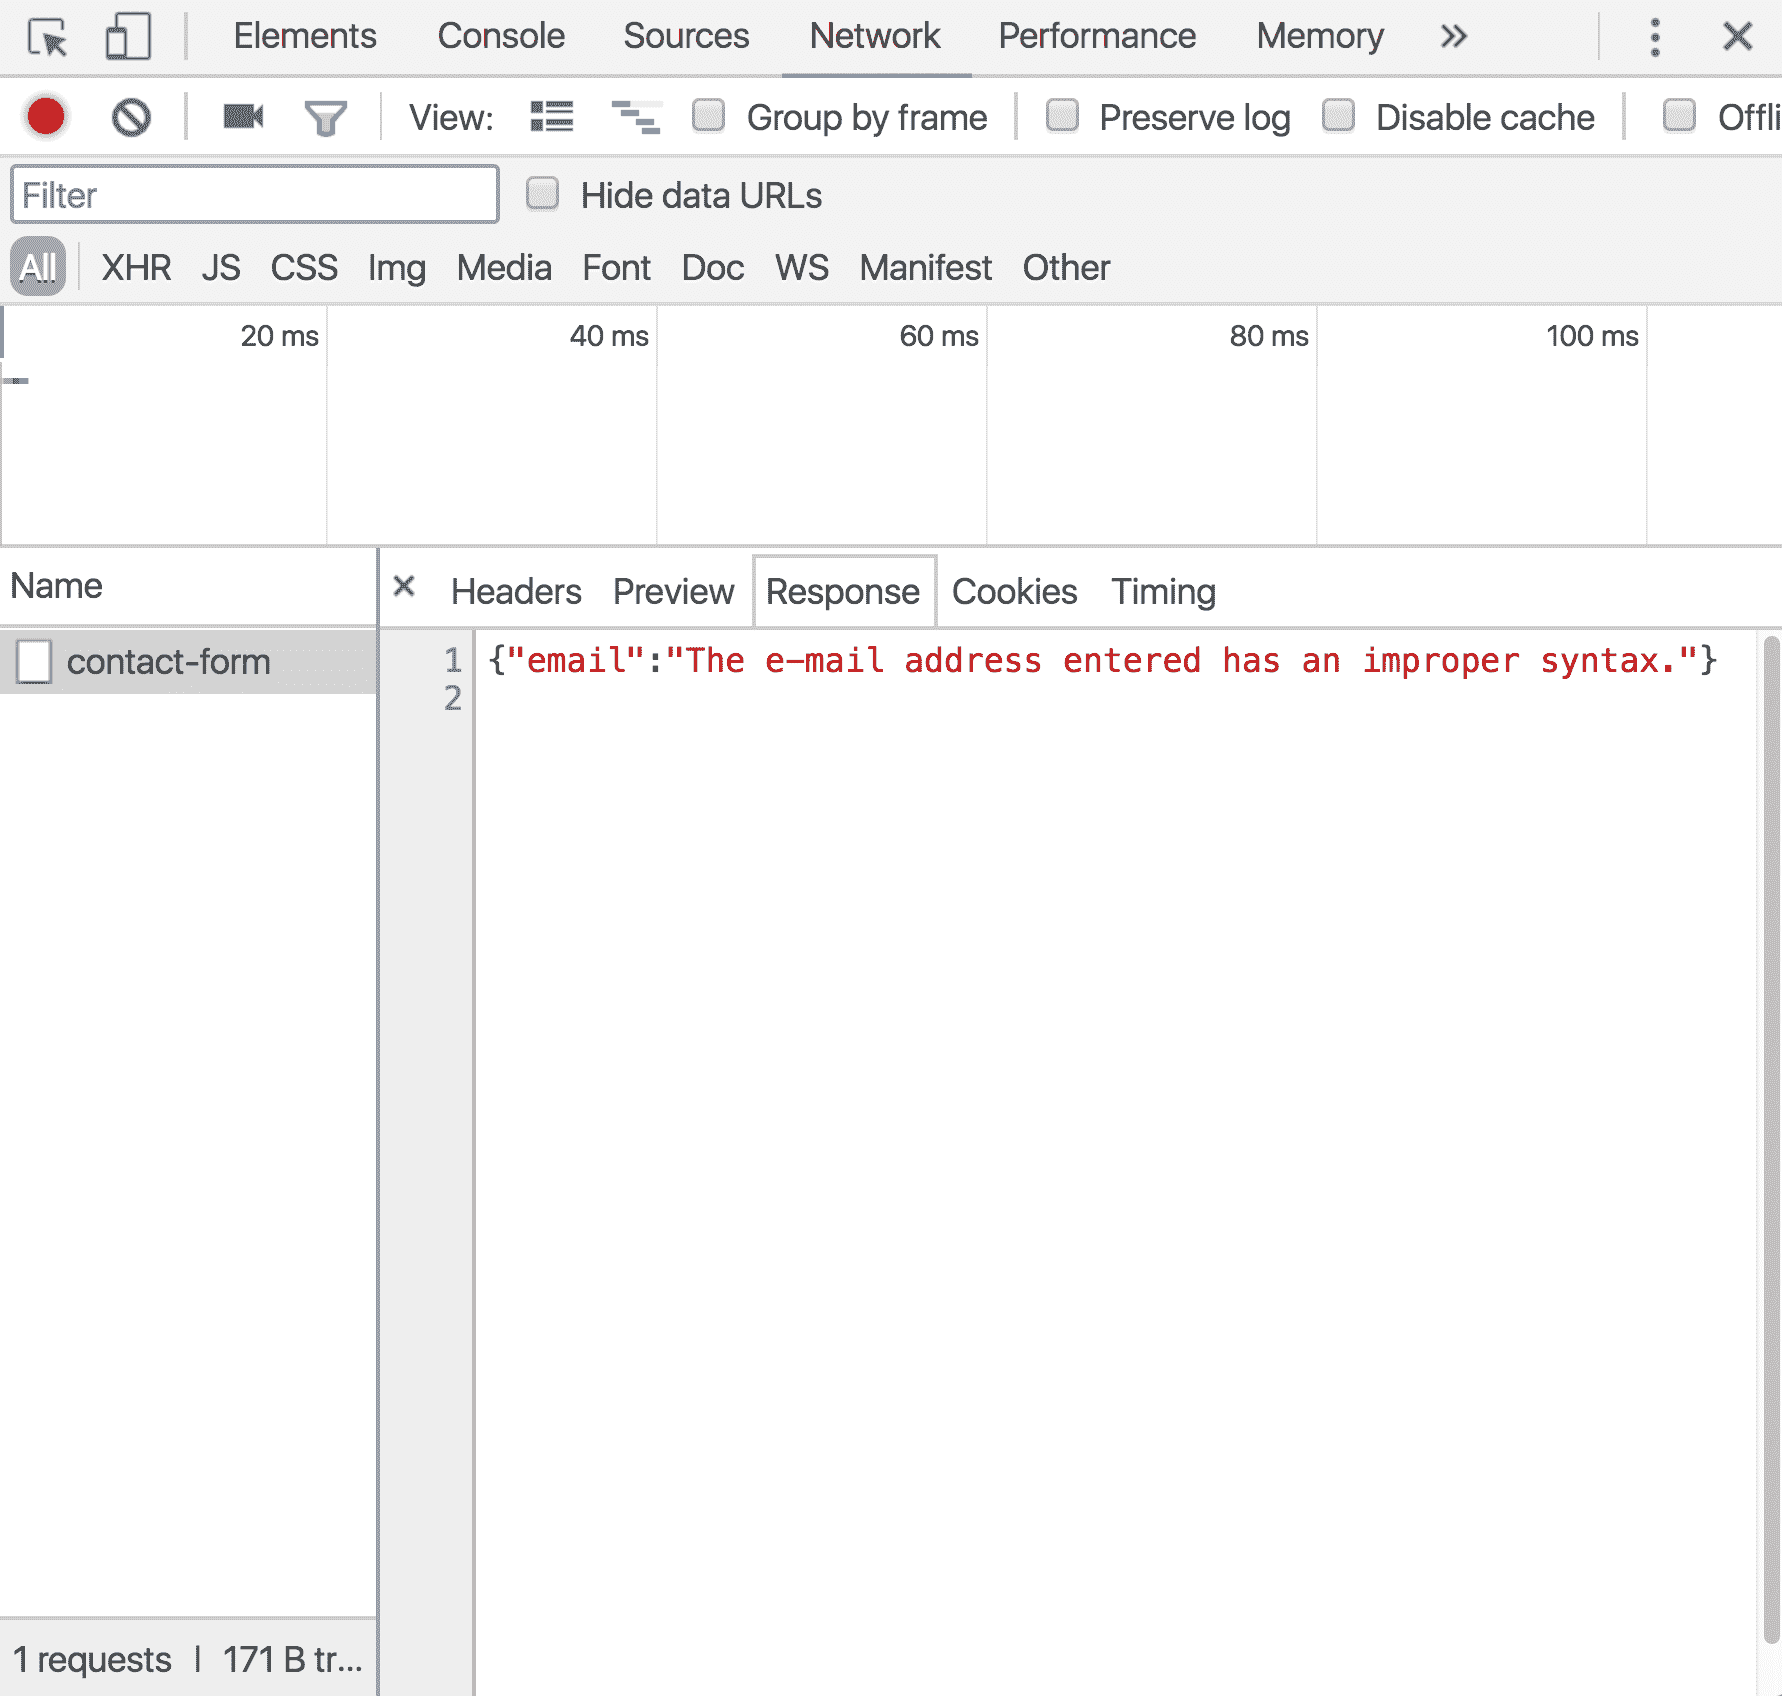 Elements Console Sources Network Performance Memory »
View: Group by frame Preserve log Disable cache Offli
Filter Hide data URLs
All XHR JS CSS Img Media Font Doc WS Manifest Other
20 ms 40 ms 60 ms 80 ms 100 ms
Name
× Headers Preview Response Cookies Timing
contact-form
1 {"email":"The e-mail address entered has an improper syntax."}
2
1 requests | 171 B tr...